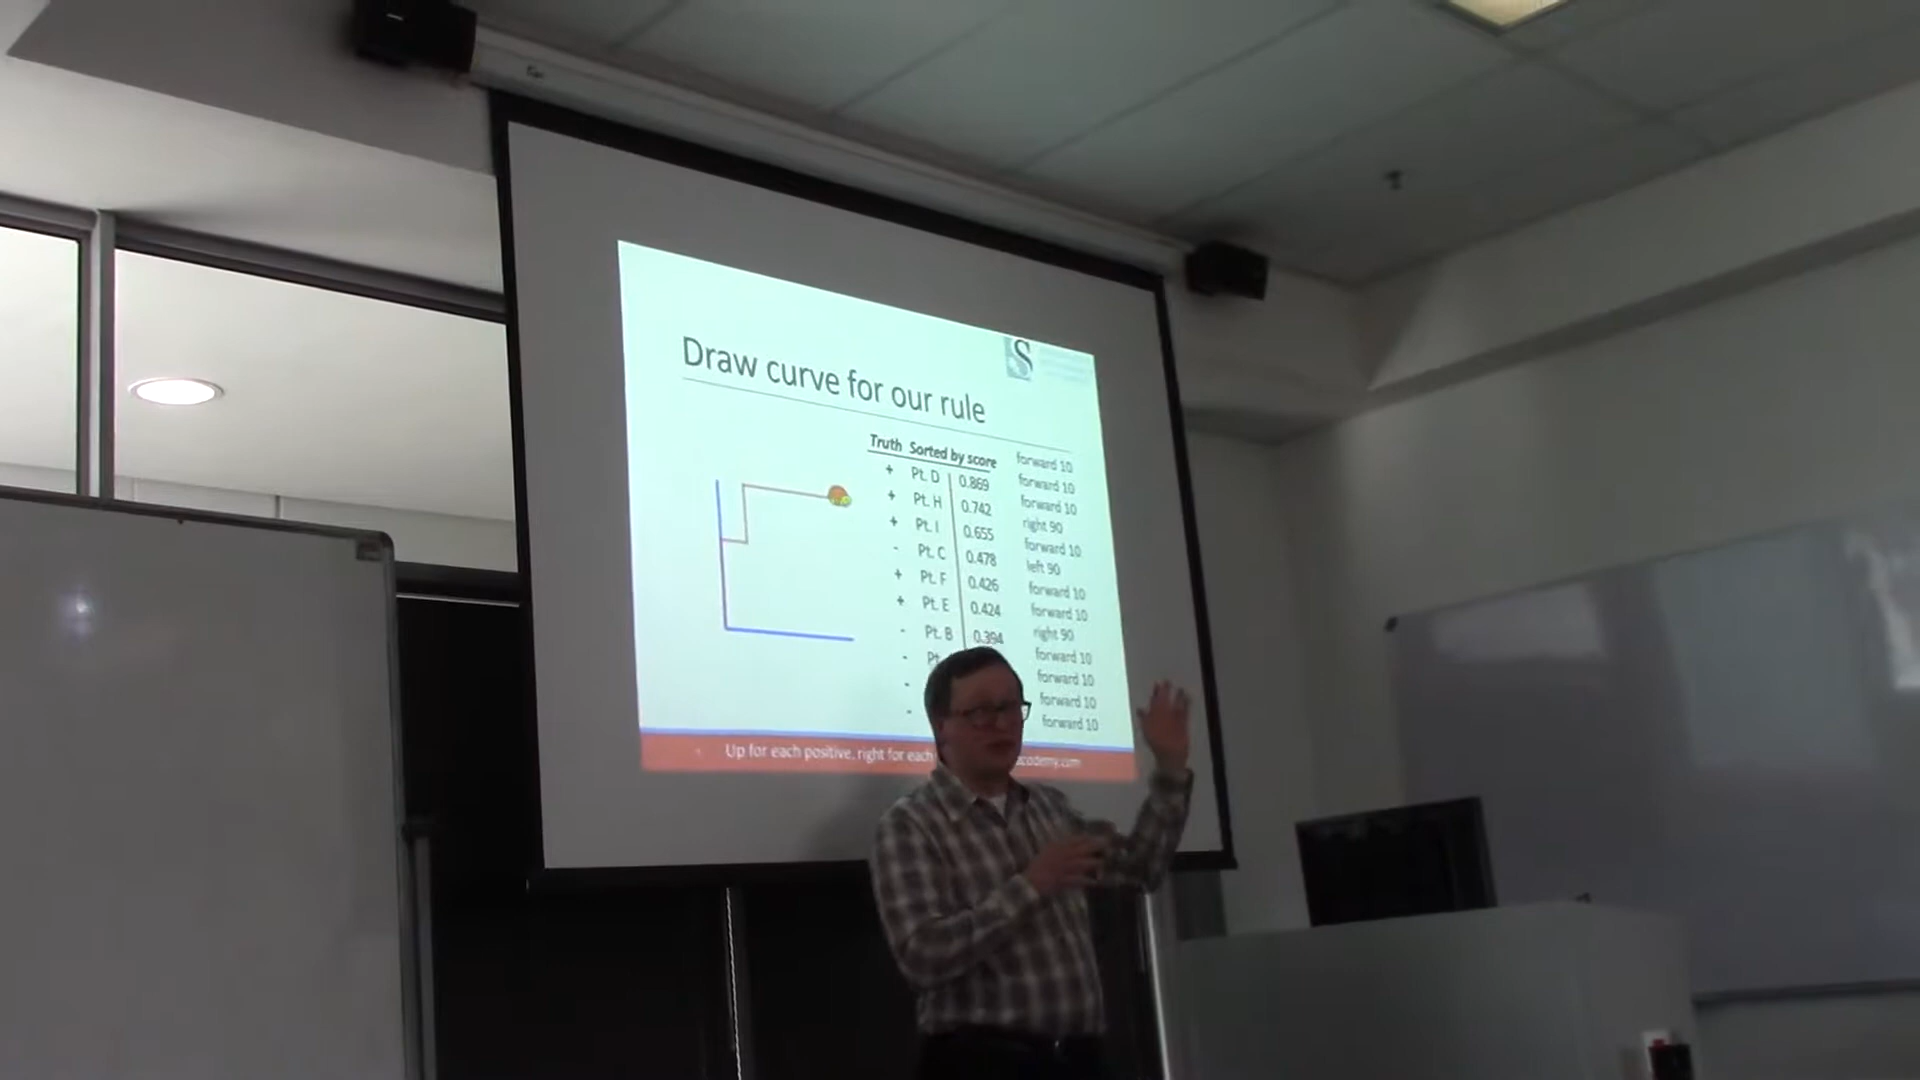 S
Draw curve for our rule
Truth Sorted by score
+ Pt. D 0.869
+ Pt. H 0.742
+ Pt. I 0.655
- Pt. C 0.478
+ Pt. F 0.426
+ Pt. E 0.424
- Pt. B 0.394
- Pt.
-
-
forward 10
forward 10
forward 10
right 90
forward 10
left 90
forward 10
forward 10
right 90
forward 10
forward 10
forward 10
forward 10
Up for each positive, right for each